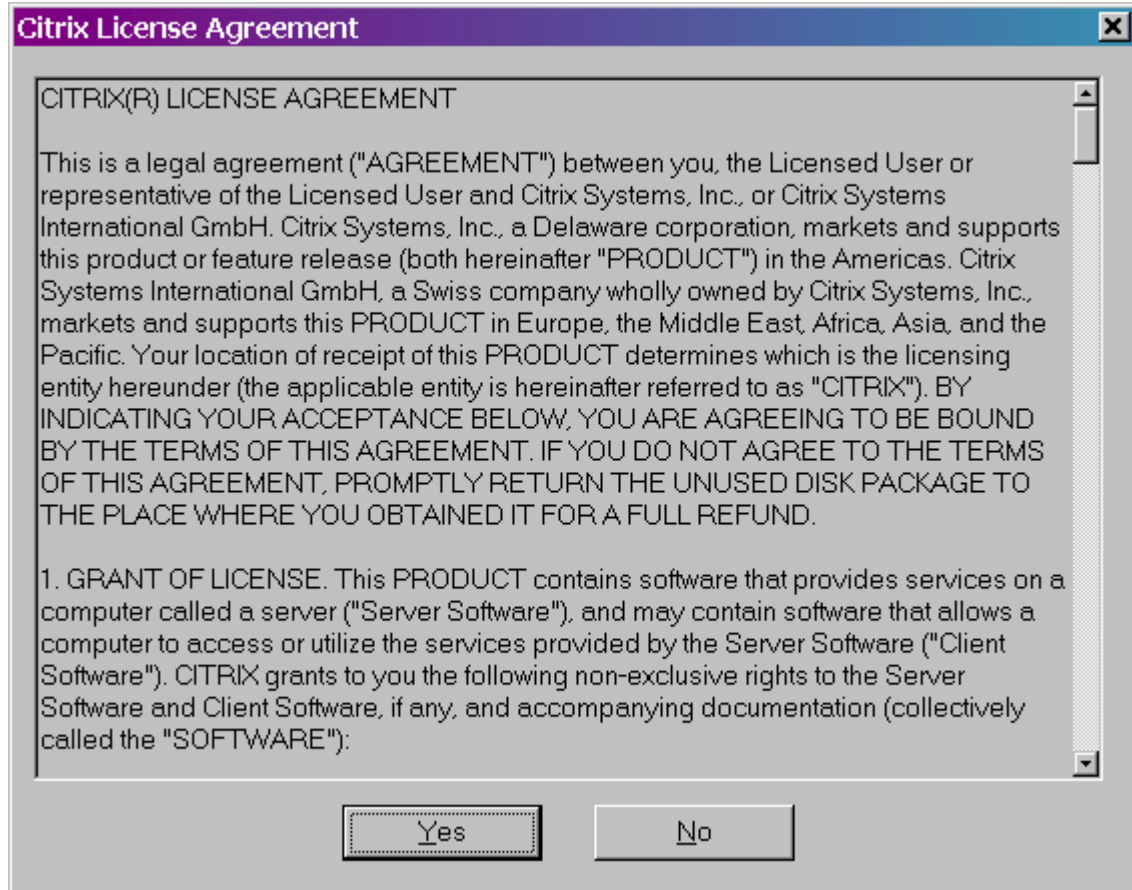 Citrix License Agreement
CITRIX(R) LICENSE AGREEMENT
This is a legal agreement ("AGREEMENT") between you, the Licensed User or
representative of the Licensed User and Citrix Systems, Inc., or Citrix Systems
International GmbH. Citrix Systems, Inc., a Delaware corporation, markets and supports
this product or feature release (both hereinafter "PRODUCT") in the Americas. Citrix
Systems International GmbH, a Swiss company wholly owned by Citrix Systems, Inc.,
markets and supports this PRODUCT in Europe, the Middle East, Africa, Asia, and the
Pacific. Your location of receipt of this PRODUCT determines which is the licensing
entity hereunder (the applicable entity is hereinafter referred to as "CITRIX"). BY
INDICATING YOUR ACCEPTANCE BELOW, YOU ARE AGREEING TO BE BOUND
BY THE TERMS OF THIS AGREEMENT. IF YOU DO NOT AGREE TO THE TERMS
OF THIS AGREEMENT, PROMPTLY RETURN THE UNUSED DISK PACKAGE TO
THE PLACE WHERE YOU OBTAINED IT FOR A FULL REFUND.
1. GRANT OF LICENSE. This PRODUCT contains software that provides services on a
computer called a server ("Server Software"), and may contain software that allows a
computer to access or utilize the services provided by the Server Software ("Client
Software"). CITRIX grants to you the following non-exclusive rights to the Server
Software and Client Software, if any, and accompanying documentation (collectively
called the "SOFTWARE"):
Yes
No